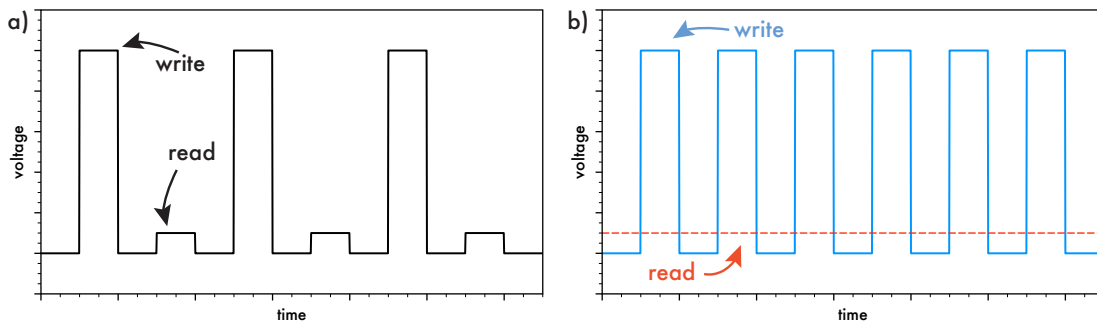 a)
write
read
voltage
time
b)
write
read
voltage
time